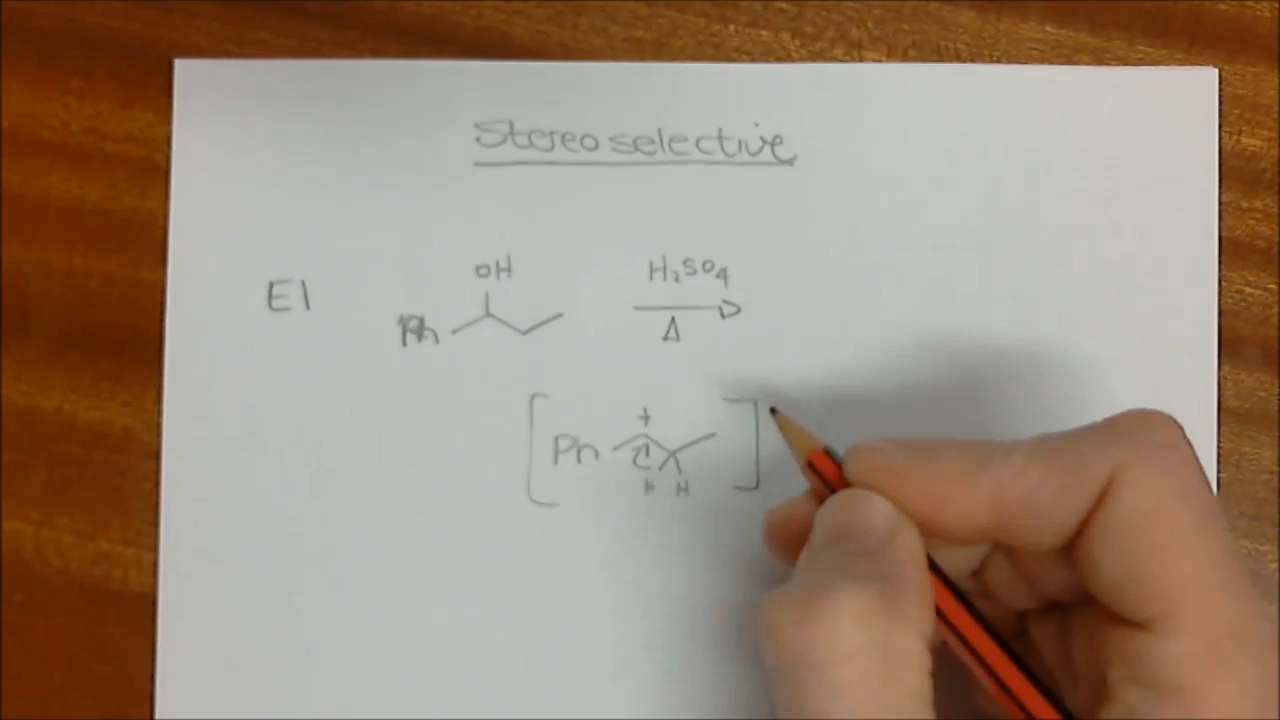 Stereoselective
E1 Ph OH H₂SO₄ Δ
[ Ph + H H ]